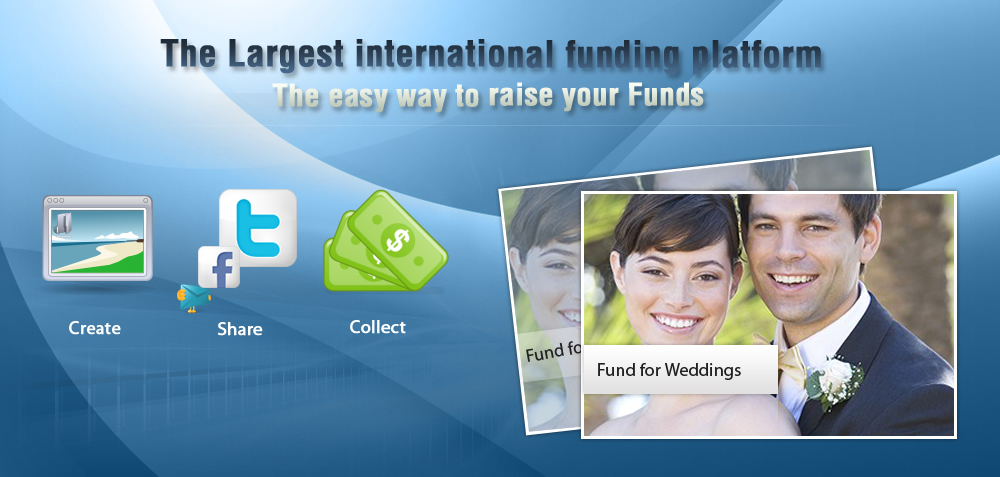 The Largest international funding platform
The easy way to raise your Funds
Create
Share
Collect
Fund fo
Fund for Weddings